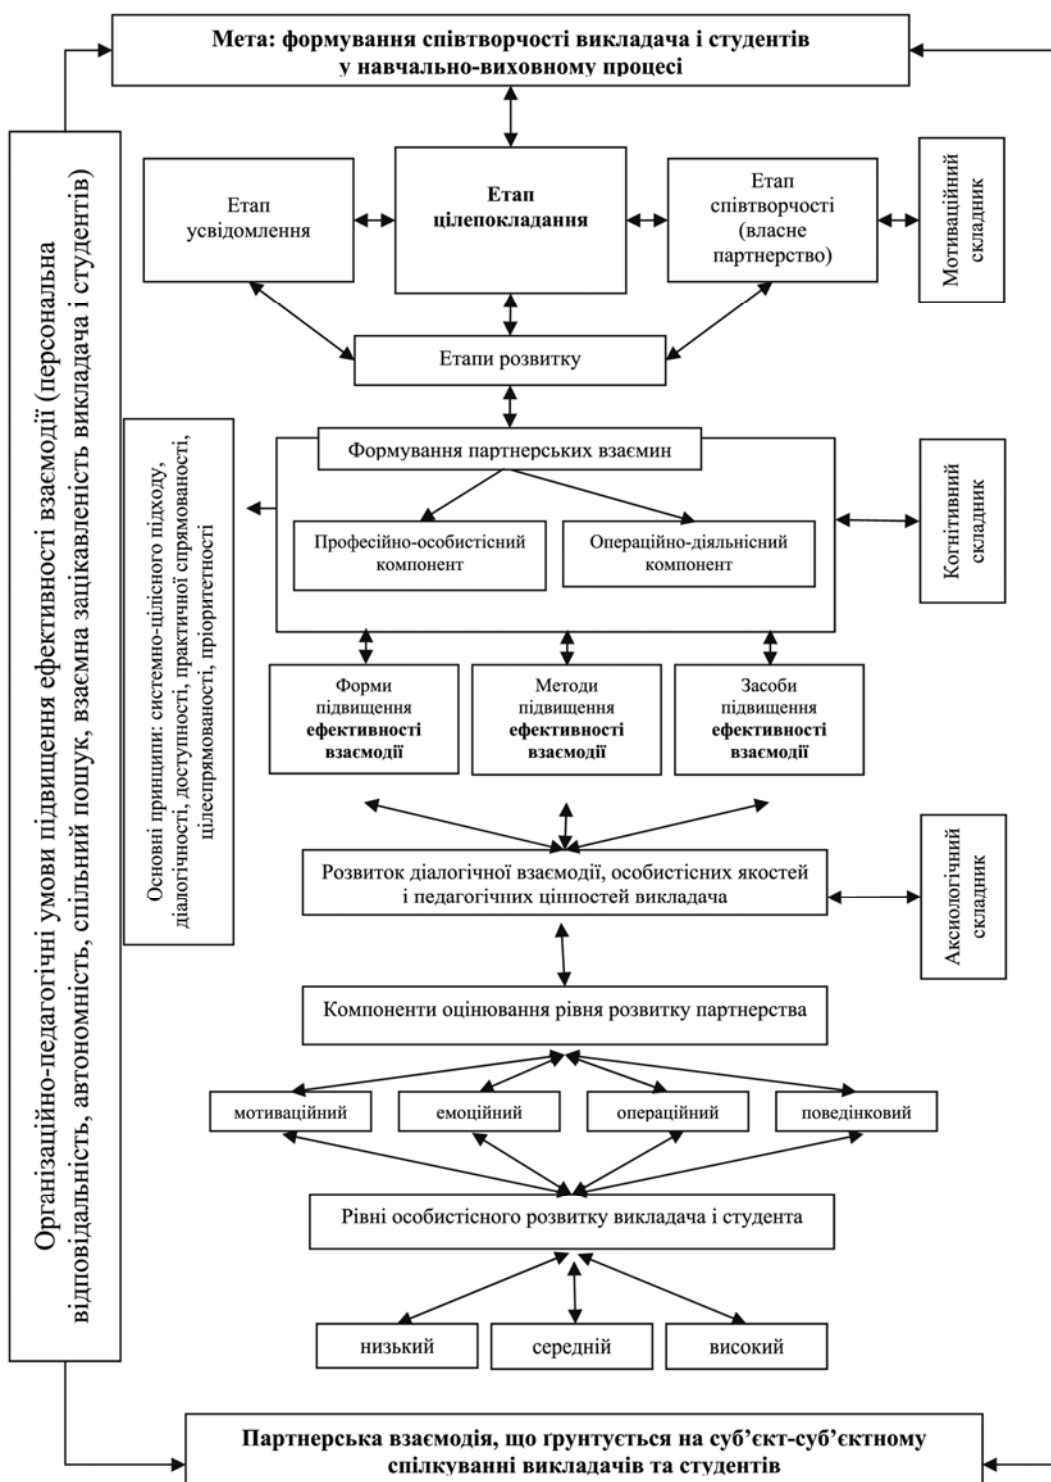 Мета: формування співтворчості викладача і студентів
у навчально-виховному процесі
Організаційно-педагогічні умови підвищення ефективності взаємодії (персональна
відповідальність, автономність, спільний пошук, взаємна зацікавленість викладача і студентів)
Етап
усвідомлення
Етап
цілепокладання
Етап
співтворчості
(власне
партнерство)
Мотиваційний
складник
Етапи розвитку
Основні принципи: системно-цілісного підходу,
діалогічності, доступності, практичної спрямованості,
цілеспрямованості, пріоритетності
Формування партнерських взаємин
Професійно-особистісний
компонент
Операційно-діяльнісний
компонент
Когнітивний
складник
Форми
підвищення
ефективності
взаємодії
Методи
підвищення
ефективності
взаємодії
Засоби
підвищення
ефективності
взаємодії
Розвиток діалогічної взаємодії, особистісних якостей
і педагогічних цінностей викладача
Аксиологічний
складник
Компоненти оцінювання рівня розвитку партнерства
мотиваційний
емоційний
операційний
поведінковий
Рівні особистісного розвитку викладача і студента
низький
середній
високий
Партнерська взаємодія, що ґрунтується на суб’єкт-суб’єктному
спілкуванні викладачів та студентів